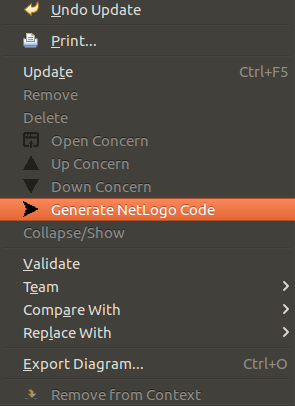 Undo Update
Print...
Update Ctrl+F5
Remove
Delete
Open Concern
Up Concern
Down Concern
Generate NetLogo Code
Collapse/Show
Validate
Team
Compare With
Replace With
Export Diagram... Ctrl+O
Remove from Context